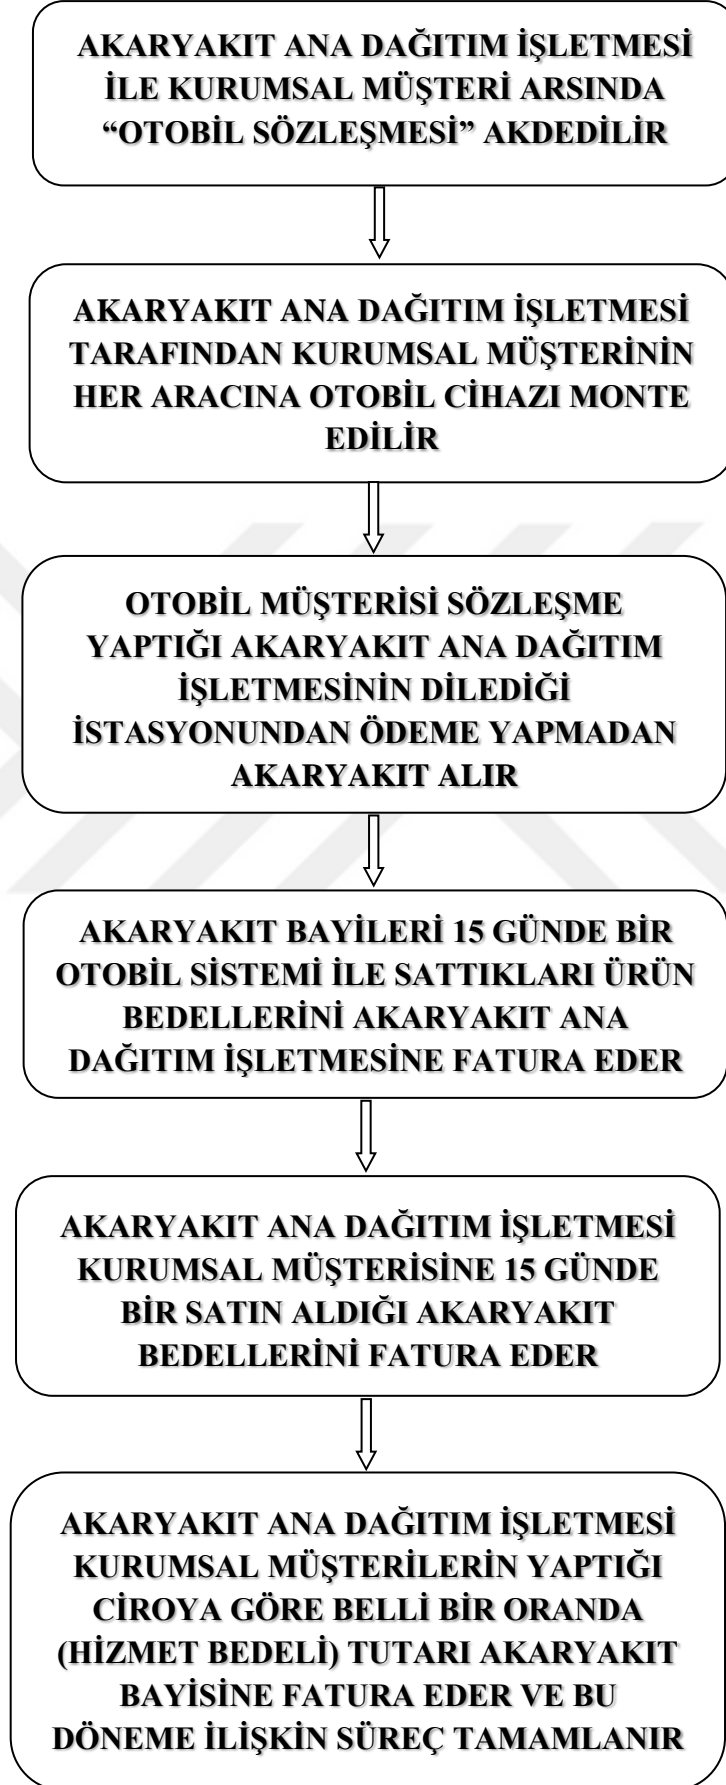 AKARYAKIT ANA DAĞITIM İŞLETMESİ
İLE KURUMSAL MÜŞTERİ ARSINDA
“OTOBİL SÖZLEŞMESİ” AKDEDİLİR
AKARYAKIT ANA DAĞITIM İŞLETMESİ
TARAFINDAN KURUMSAL MÜŞTERİNİN
HER ARACINA OTOBİL CİHAZI MONTE
EDİLİR
OTOBİL MÜŞTERİSİ SÖZLEŞME
YAPTIĞI AKARYAKIT ANA DAĞITIM
İŞLETMESİNİN DİLEDİĞİ
İSTASYONUNDAN ÖDEME YAPMADAN
AKARYAKIT ALIR
AKARYAKIT BAYİLERİ 15 GÜNDE BİR
OTOBİL SİSTEMİ İLE SATTIKLARI ÜRÜN
BEDELLERİNİ AKARYAKIT ANA
DAĞITIM İŞLETMESİNE FATURA EDER
AKARYAKIT ANA DAĞITIM İŞLETMESİ
KURUMSAL MÜŞTERİSİNE 15 GÜNDE
BİR SATIN ALDIĞI AKARYAKIT
BEDELLERİNİ FATURA EDER
AKARYAKIT ANA DAĞITIM İŞLETMESİ
KURUMSAL MÜŞTERİLERİN YAPTIĞI
CİROYA GÖRE BELLİ BİR ORANDA
(HİZMET BEDELİ) TUTARI AKARYAKIT
BAYİSİNE FATURA EDER VE BU
DÖNEME İLİŞKİN SÜREÇ TAMAMLANIR